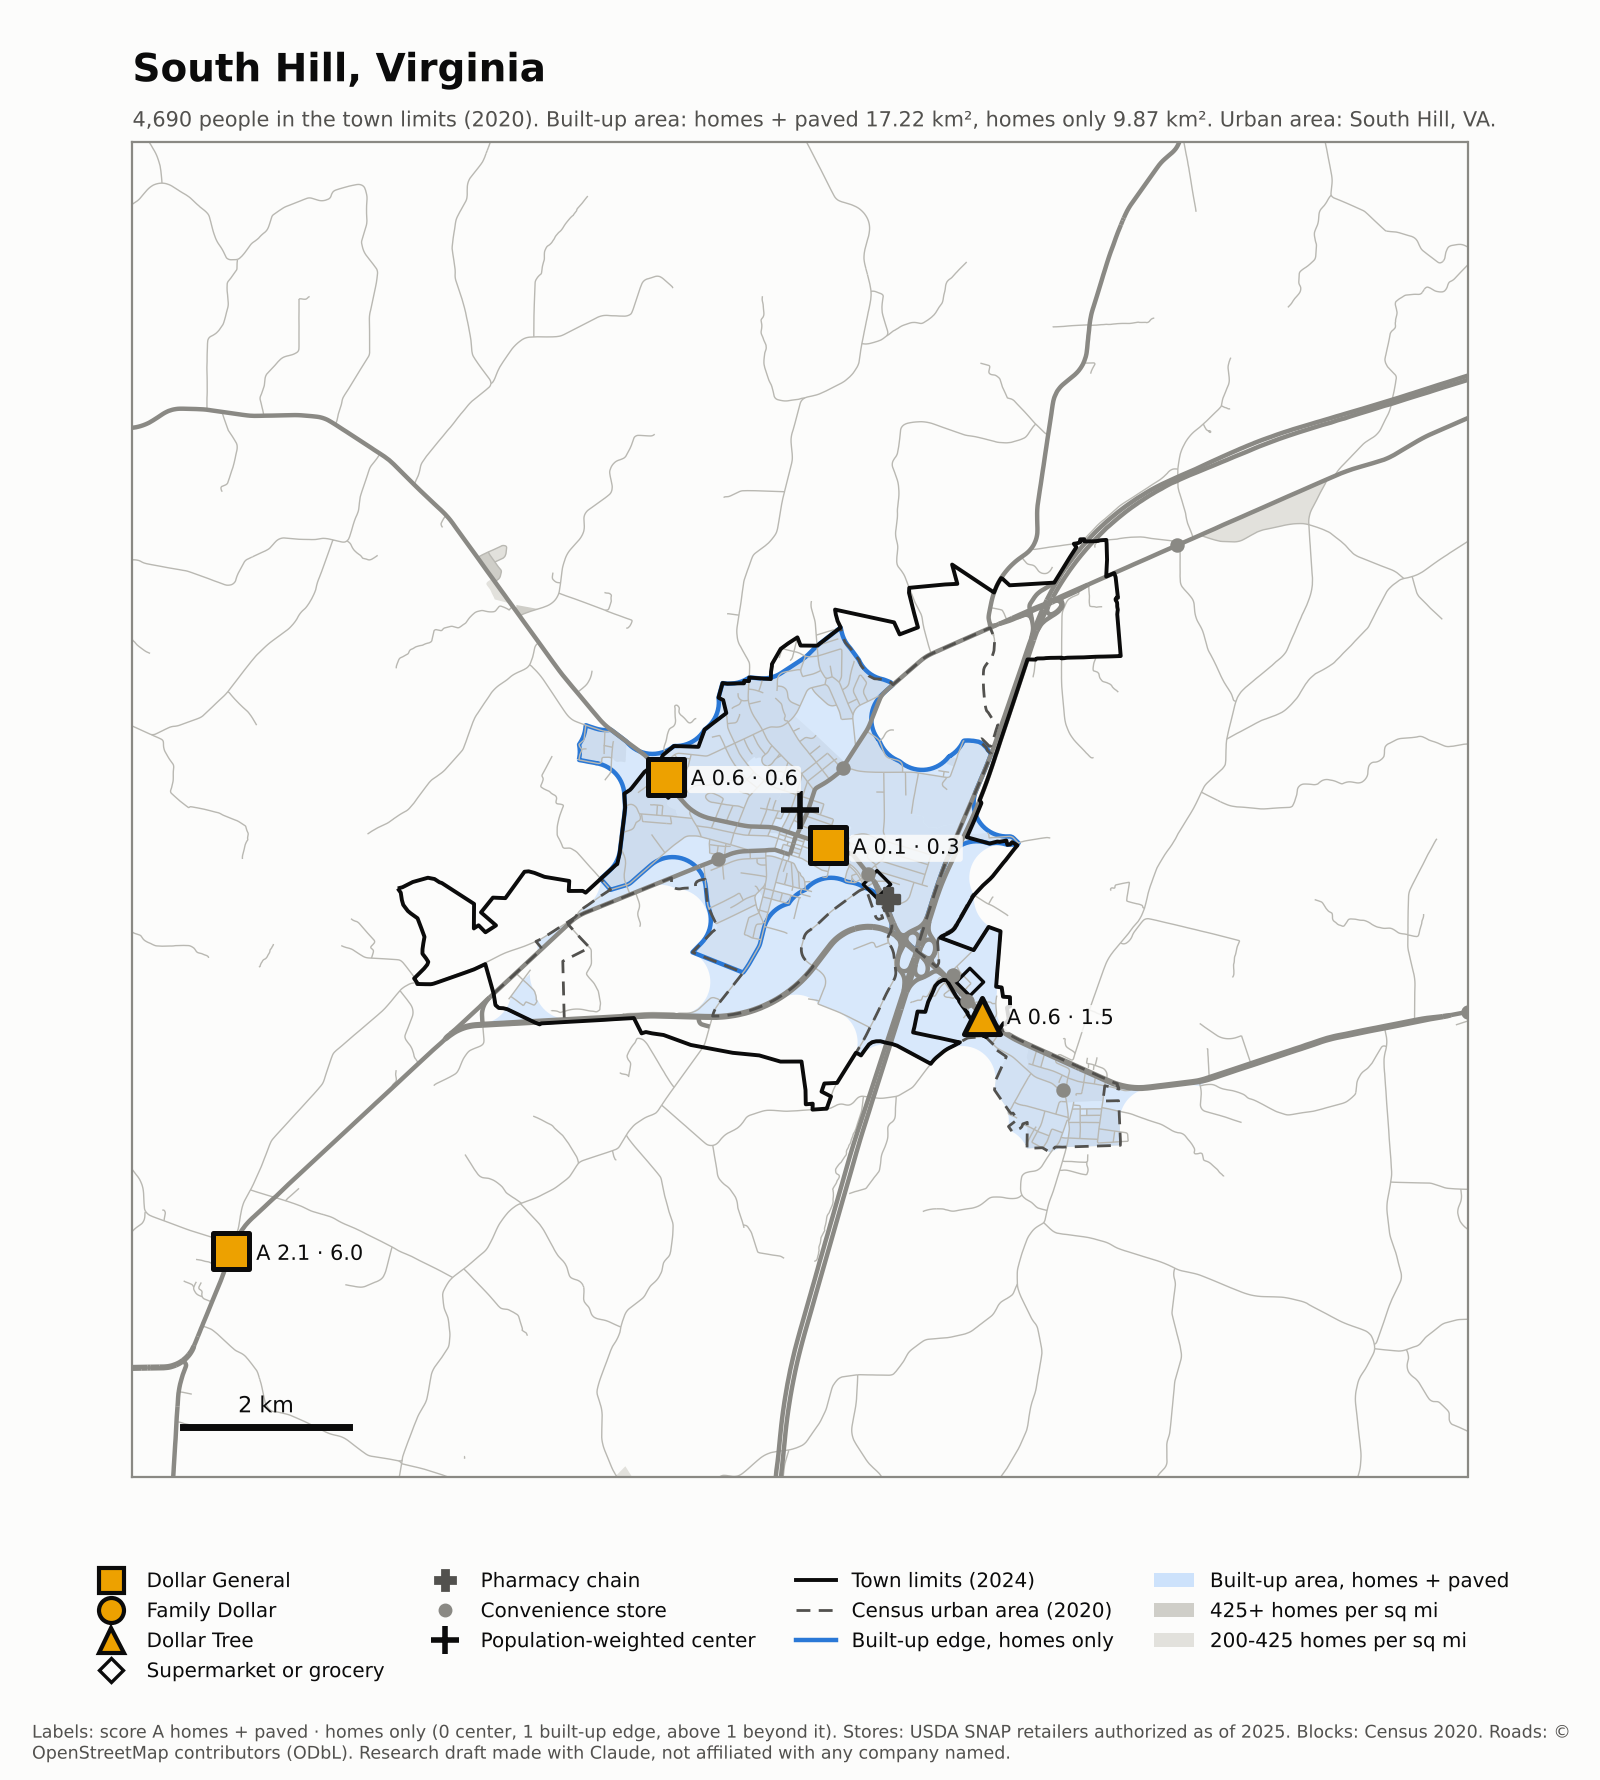 South Hill, Virginia
4,690 people in the town limits (2020). Built-up area: homes + paved 17.22 km², homes only 9.87 km². Urban area: South Hill, VA.
A 0.6 · 0.6
A 0.1 · 0.3
A 0.6 · 1.5
A 2.1 · 6.0
2 km
Dollar General
Family Dollar
Dollar Tree
Supermarket or grocery
Pharmacy chain
Convenience store
Population-weighted center
Town limits (2024)
Census urban area (2020)
Built-up edge, homes only
Built-up area, homes + paved
425+ homes per sq mi
200-425 homes per sq mi
Labels: score A homes + paved · homes only (0 center, 1 built-up edge, above 1 beyond it). Stores: USDA SNAP retailers authorized as of 2025. Blocks: Census 2020. Roads: ©
OpenStreetMap contributors (ODbL). Research draft made with Claude, not affiliated with any company named.